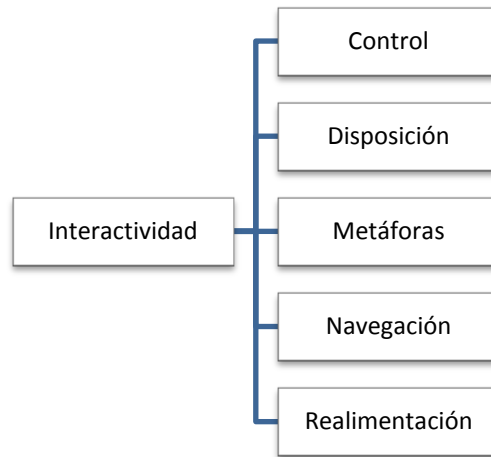 Control
Disposición
Interactividad
Metáforas
Navegación
Realimentación